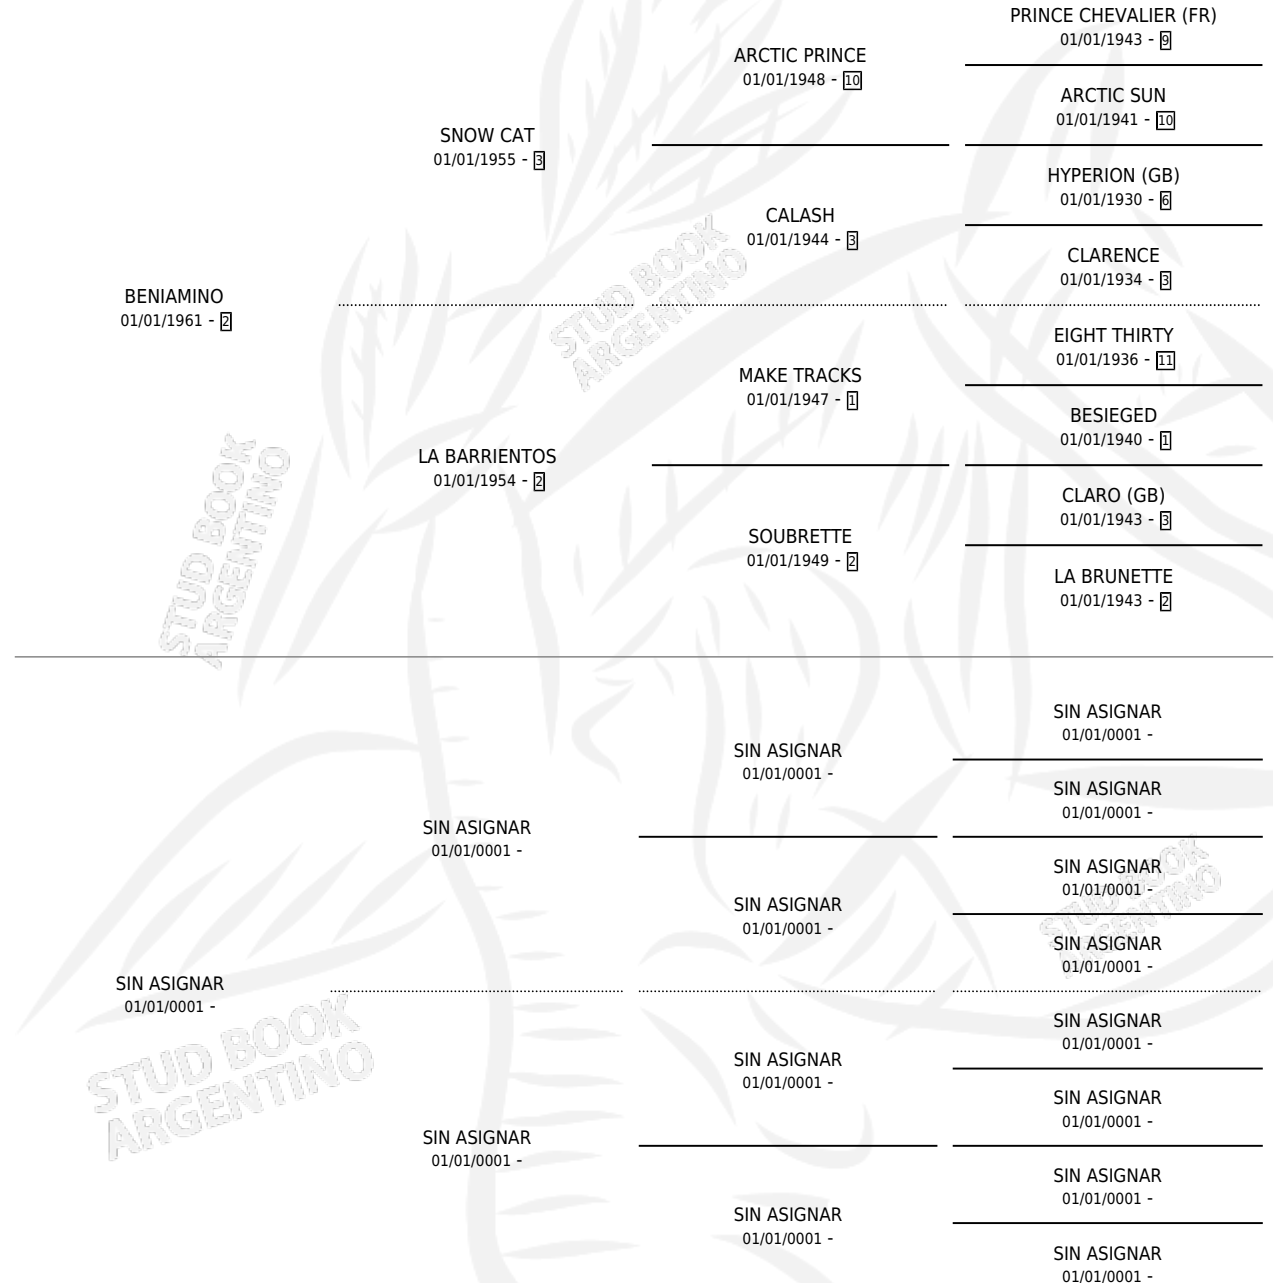 PRINCE CHEVALIER (FR)
01/01/1943 - 9
ARCTIC PRINCE
01/01/1948 - 10
ARCTIC SUN
01/01/1941 - 10
SNOW CAT
01/01/1955 - 3
HYPERION (GB)
01/01/1930 - 6
CALASH
01/01/1944 - 3
CLARENCE
01/01/1934 - 3
BENIAMINO
01/01/1961 - 2
EIGHT THIRTY
01/01/1936 - 11
MAKE TRACKS
01/01/1947 - 1
BESIEGED
01/01/1940 - 1
LA BARRIENTOS
01/01/1954 - 2
CLARO (GB)
01/01/1943 - 3
SOUBRETTE
01/01/1949 - 2
LA BRUNETTE
01/01/1943 - 2
STUD BOOK
ARGENTINO
STUD BOOK
ARGENTINO
SIN ASIGNAR
01/01/0001 -
SIN ASIGNAR
01/01/0001 -
SIN ASIGNAR
01/01/0001 -
SIN ASIGNAR
01/01/0001 -
SIN ASIGNAR
01/01/0001 -
SIN ASIGNAR
01/01/0001 -
SIN ASIGNAR
01/01/0001 -
SIN ASIGNAR
01/01/0001 -
SIN ASIGNAR
01/01/0001 -
SIN ASIGNAR
01/01/0001 -
SIN ASIGNAR
01/01/0001 -
SIN ASIGNAR
01/01/0001 -
SIN ASIGNAR
01/01/0001 -
SIN ASIGNAR
01/01/0001 -
SIN ASIGNAR
01/01/0001 -
STUD BOOK
ARGENTINO
STUD BOOK
ARGENTINO